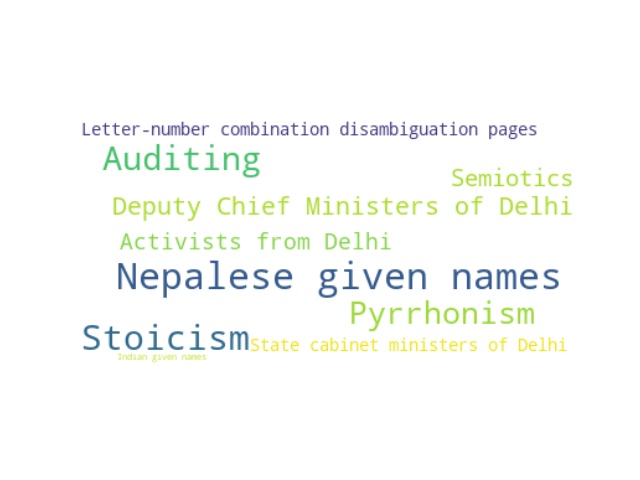 Letter-number combination disambiguation pages
Auditing
Semiotics
Deputy Chief Ministers of Delhi
Activists from Delhi
Nepalese given names
Pyrrhonism
Stoicism
State cabinet ministers of Delhi
Indian given names